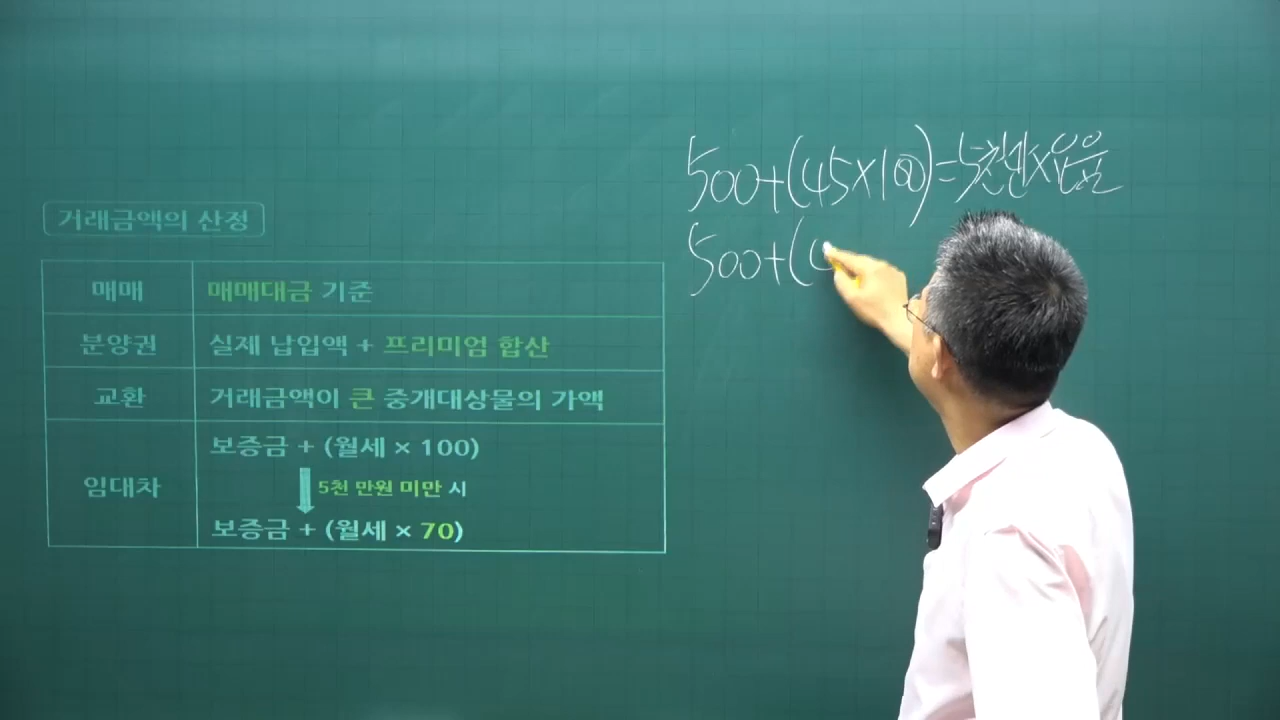 거래금액의 산정
매매
매매대금 기준
분양권
실제 납입액 + 프리미엄 합산
교환
거래금액이 큰 중개대상물의 가액
임대차
보증금 + (월세 × 100)
5천 만원 미만 시
보증금 + (월세 × 70)
500+(45×100)=5천만×
500+(4